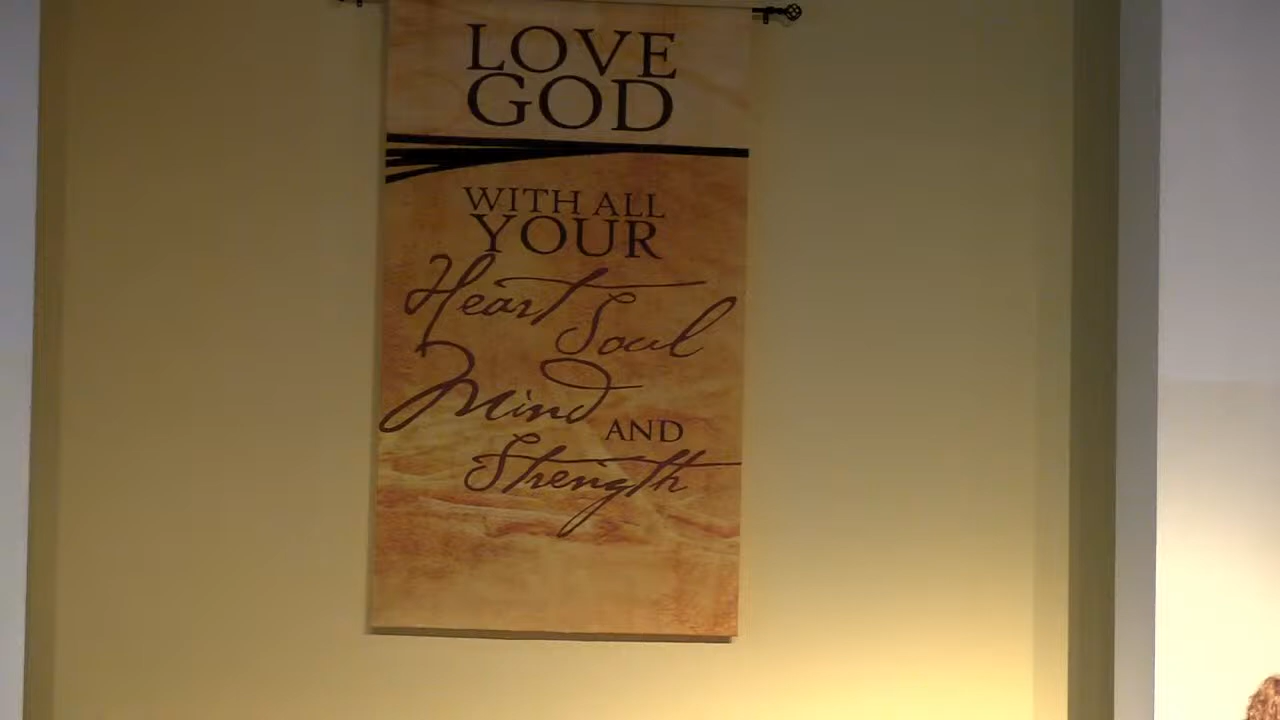 LOVE
GOD
WITH ALL
YOUR
Heart
Soul
Mind AND
Strength